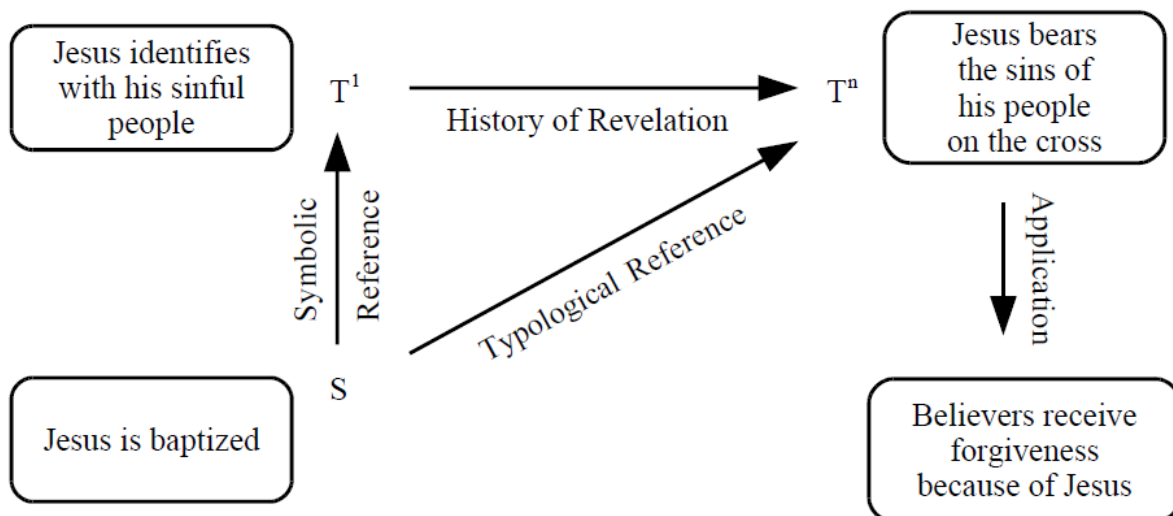 Jesus identifies
with his sinful
people
T¹
History of Revelation
Tⁿ
Jesus bears
the sins of
his people
on the cross
Symbolic
Reference
Typological Reference
Application
S
Jesus is baptized
Believers receive
forgiveness
because of Jesus